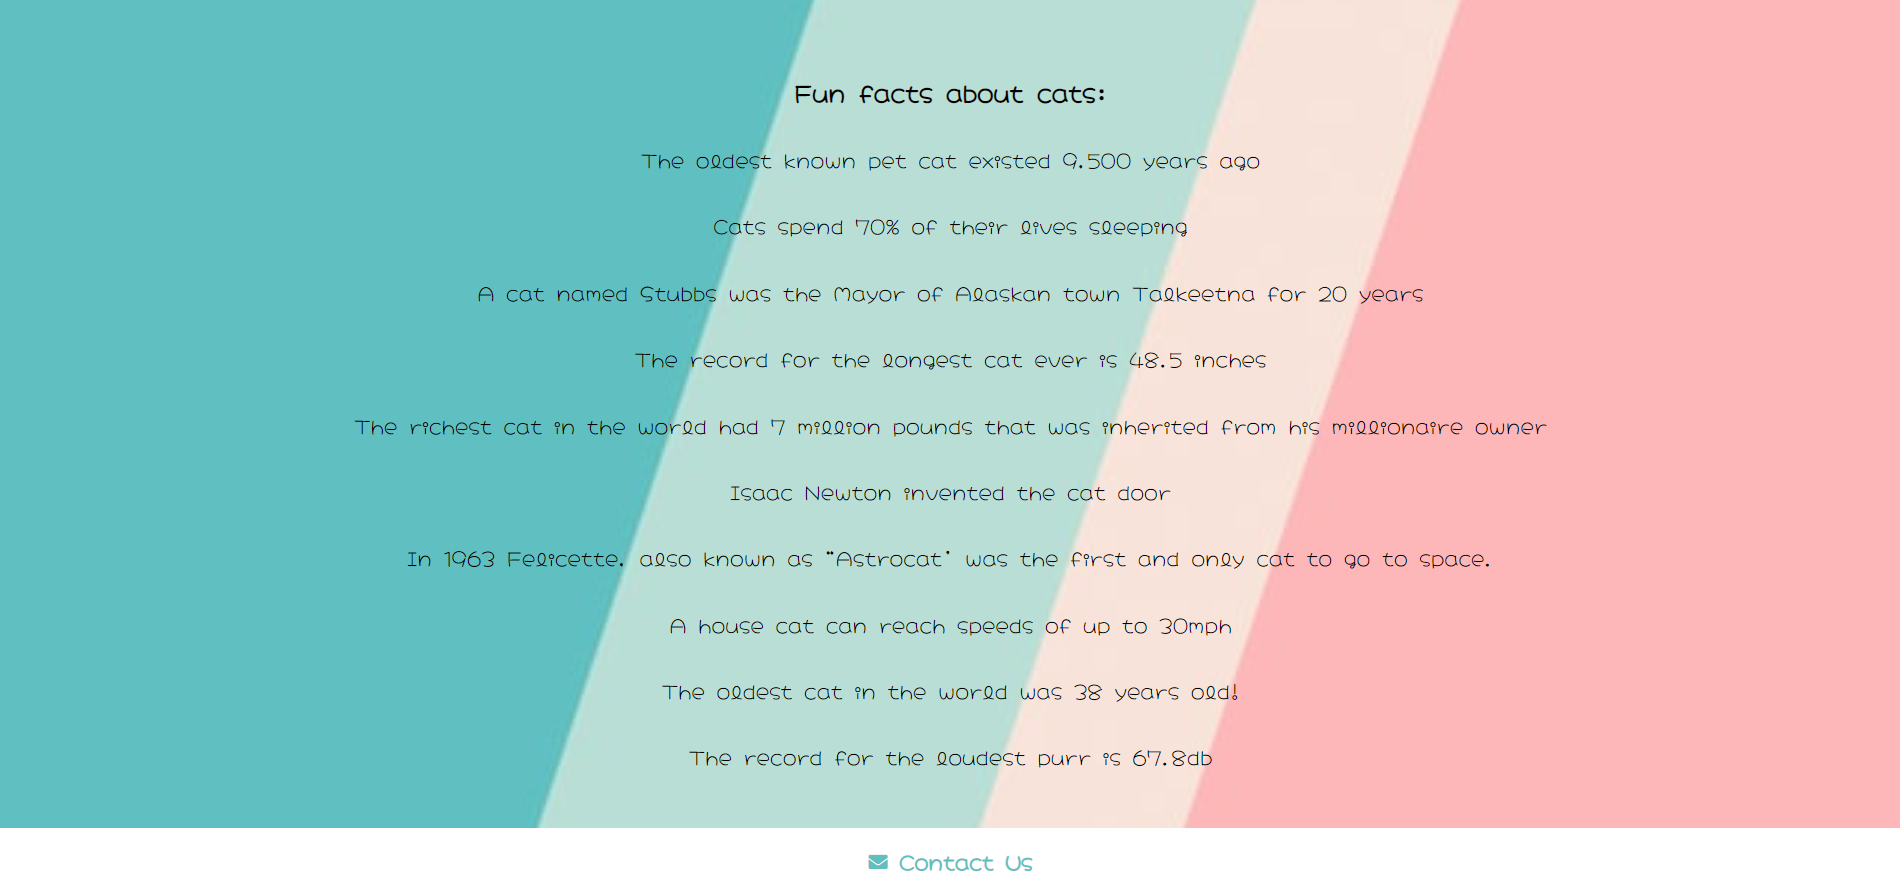 Fun facts about cats:
The oldest known pet cat existed 9.500 years ago
Cats spend 70% of their lives sleeping
A cat named Stubbs was the Mayor of Alaskan town Talkeetna for 20 years
The record for the longest cat ever is 48.5 inches
The richest cat in the world had 7 million pounds that was inherited from his millionaire owner
Isaac Newton invented the cat door
In 1963 Felicette. also known as "Astrocat' was the first and only cat to go to space.
A house cat can reach speeds of up to 30mph
The oldest cat in the world was 38 years old!
The record for the loudest purr is 67.8db
Contact Us